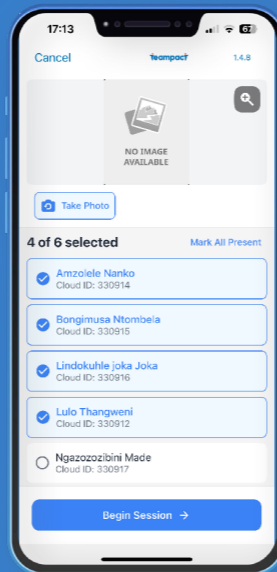 17:13
67
Cancel
teampact
1.4.8
NO IMAGE
AVAILABLE
Take Photo
4 of 6 selected
Mark All Present
Amzolele Nanko
Cloud ID: 330914
Bongimusa Ntombela
Cloud ID: 330915
Lindokuhle joka Joka
Cloud ID: 330916
Lulo Thangweni
Cloud ID: 330912
Ngazozozibini Made
Cloud ID: 330917
Begin Session →